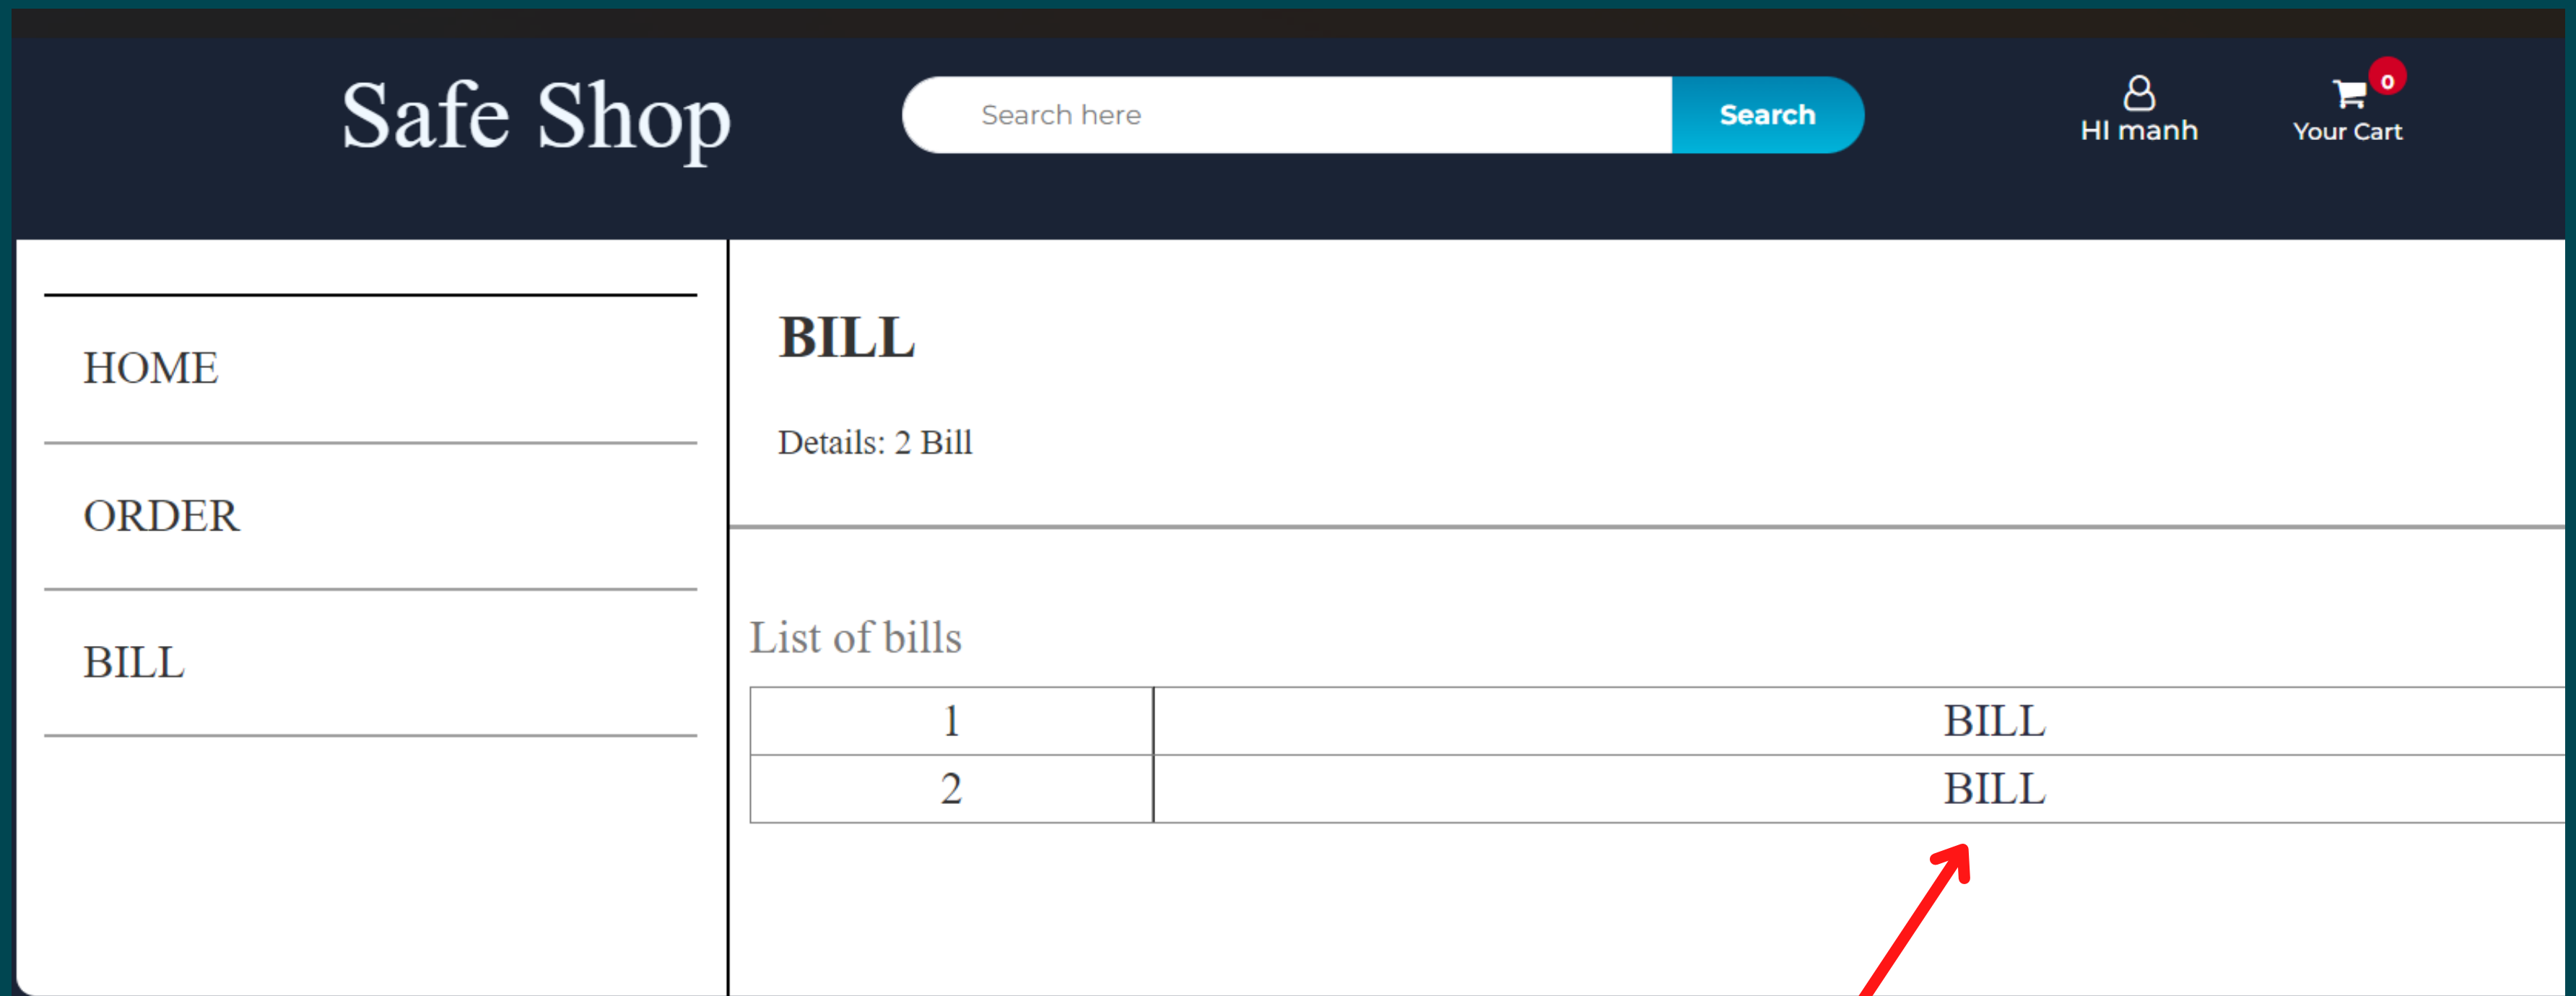 Safe Shop
Search here
Search
HI manh
0
Your Cart
HOME
ORDER
BILL
BILL
Details: 2 Bill
List of bills
1 BILL
2 BILL